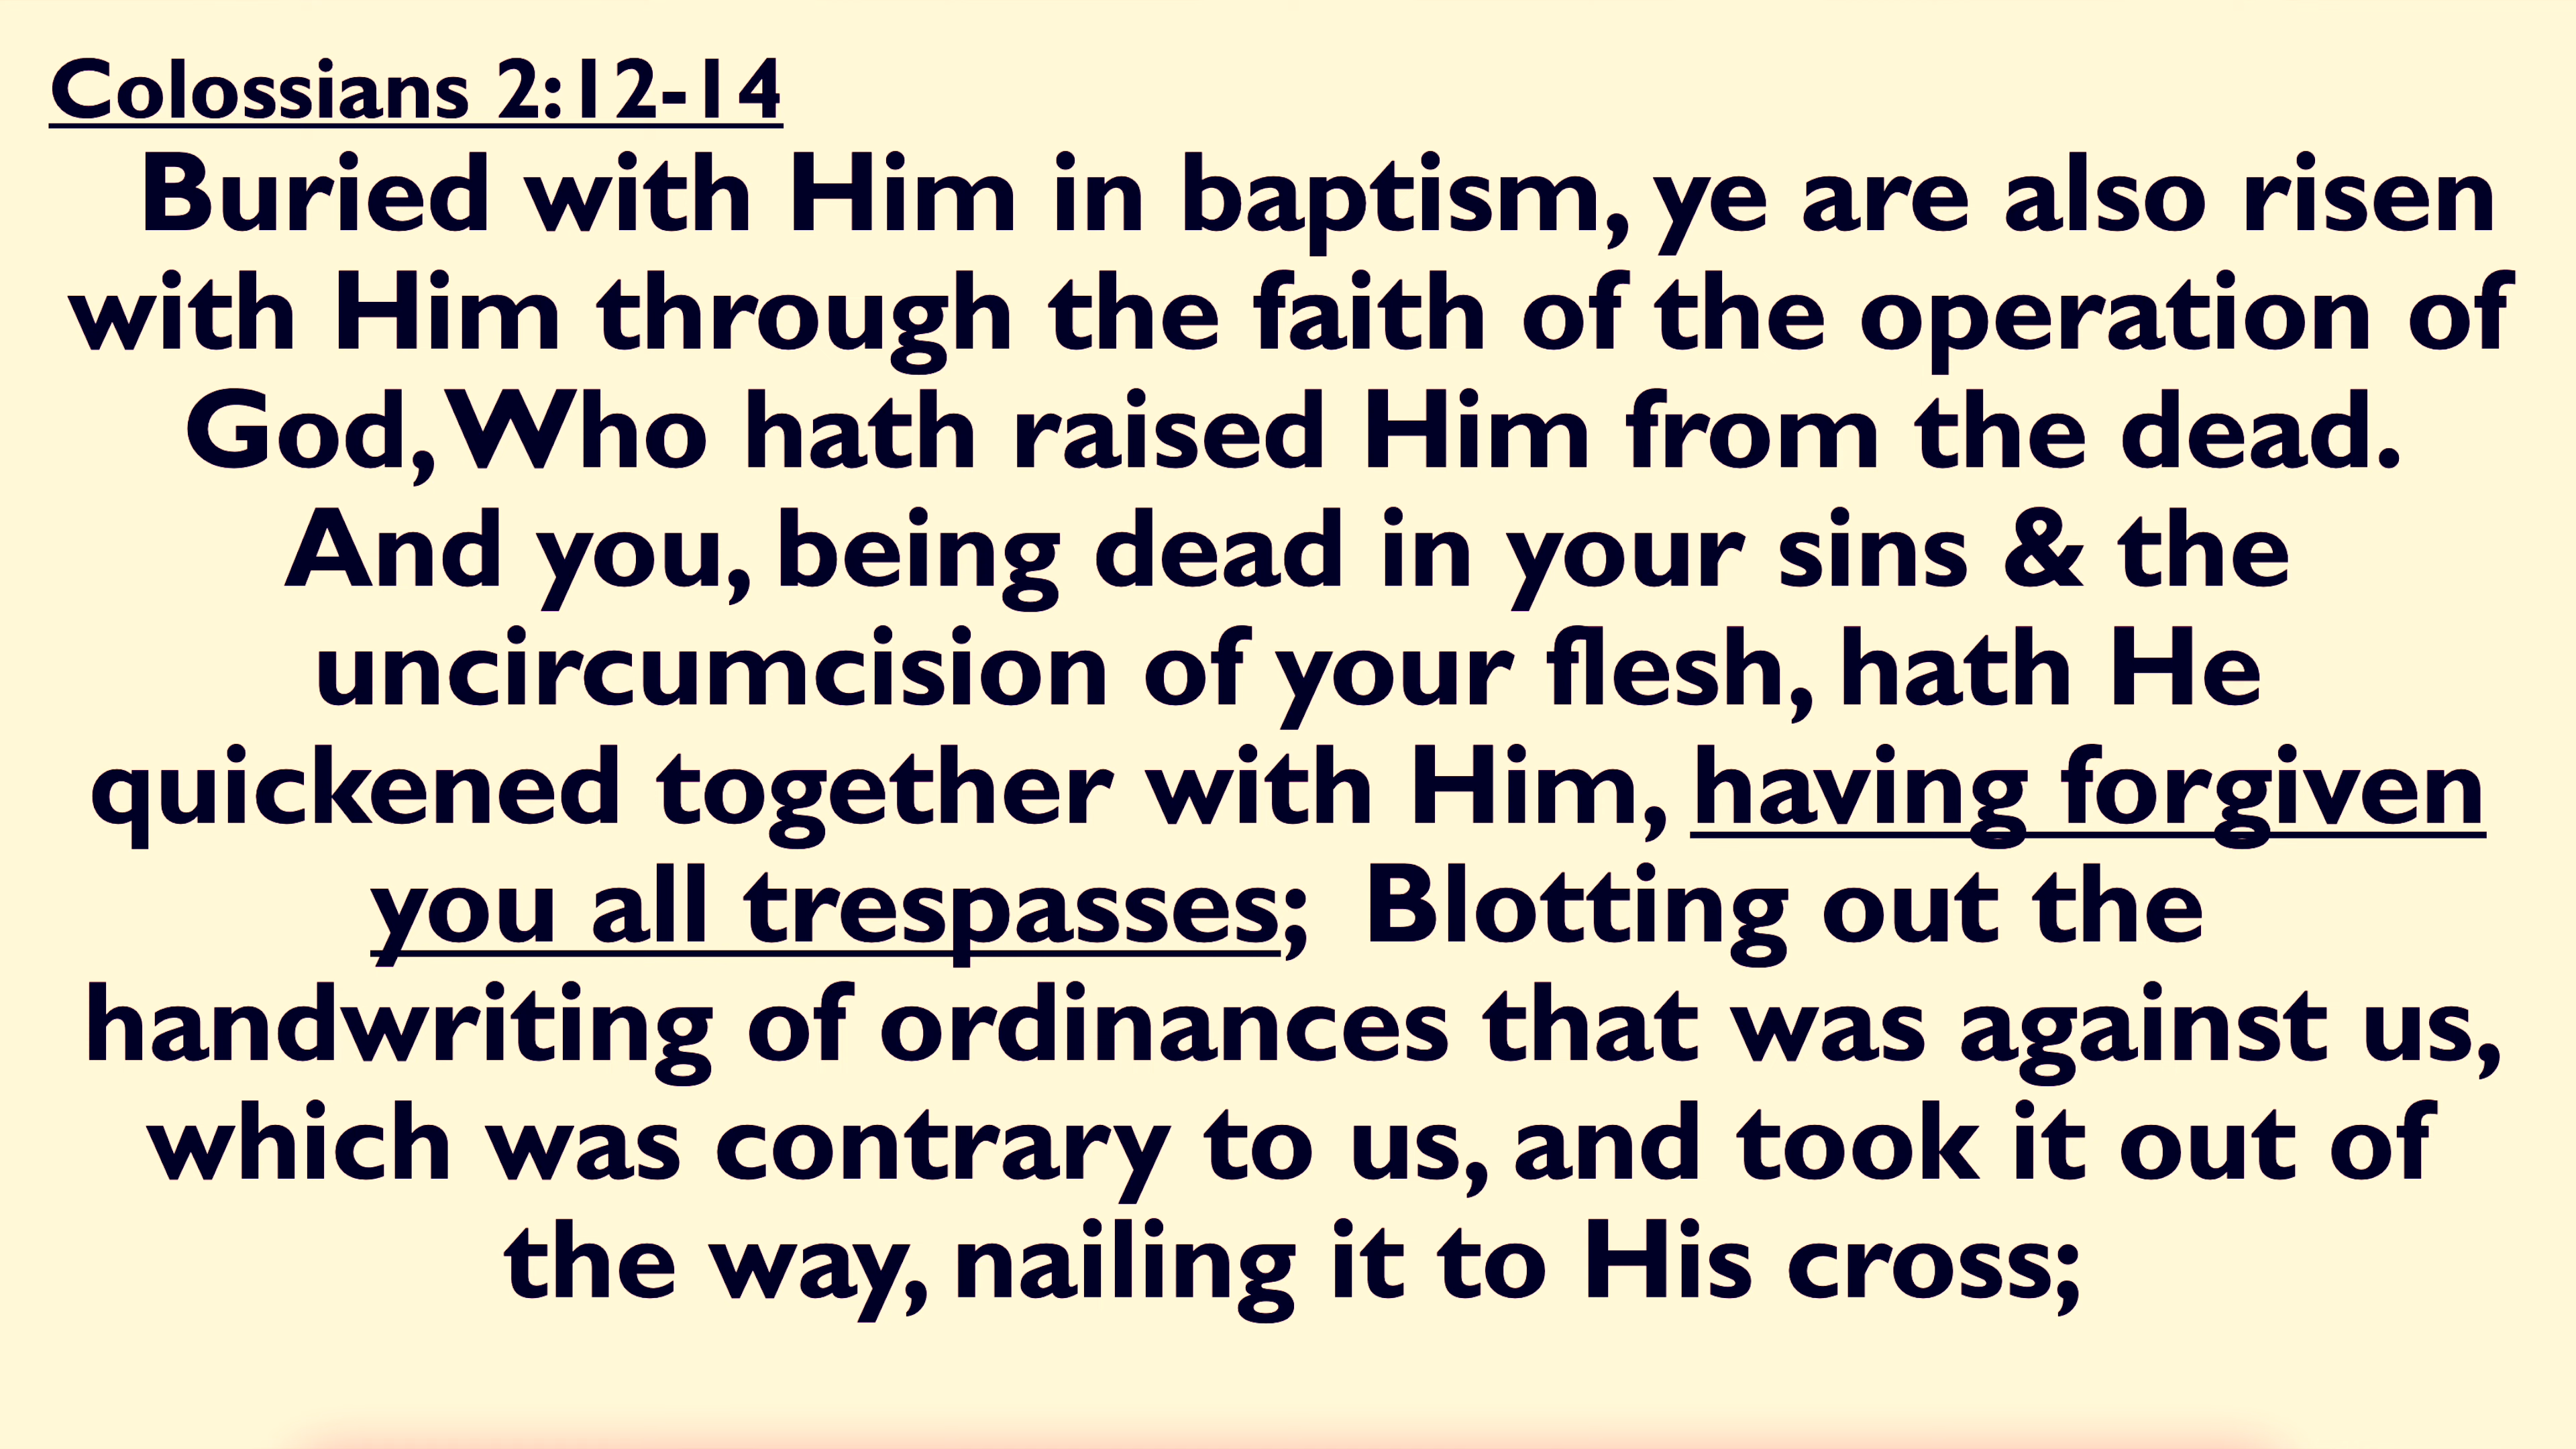 Colossians 2:12-14
Buried with Him in baptism, ye are also risen
with Him through the faith of the operation of
God, Who hath raised Him from the dead.
And you, being dead in your sins & the
uncircumcision of your flesh, hath He
quickened together with Him, having forgiven
you all trespasses;  Blotting out the
handwriting of ordinances that was against us,
which was contrary to us, and took it out of
the way, nailing it to His cross;